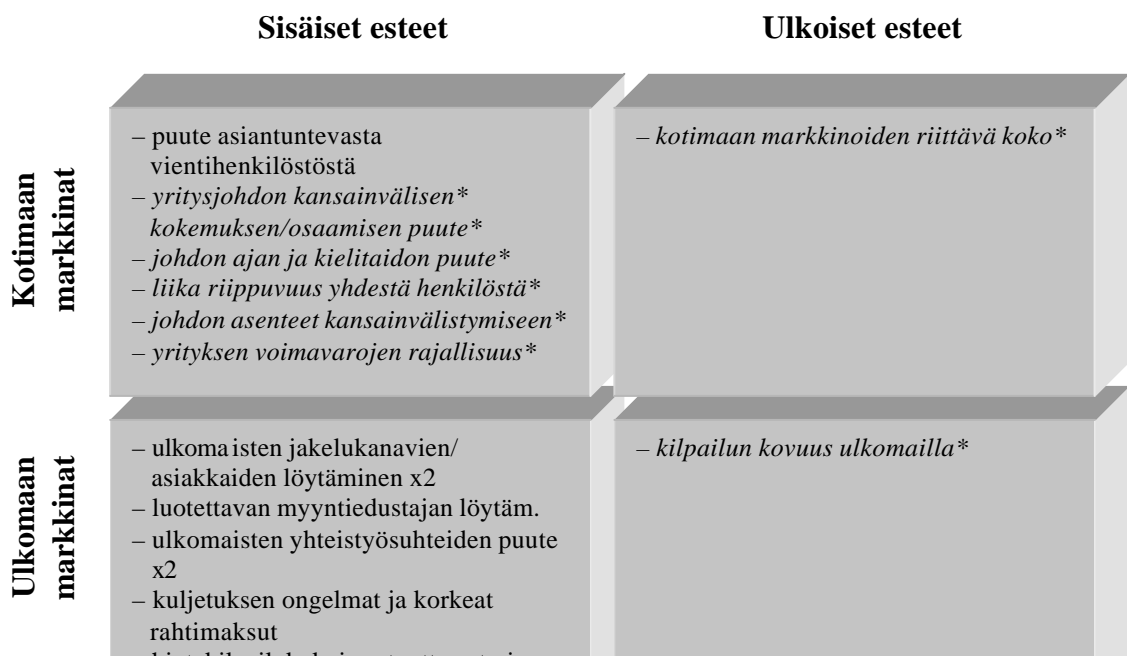 Sisäiset esteet
Ulkoiset esteet
Kotimaan
markkinat
– puute asiantuntevasta
vientihenkilöstöstä
– yritysjohdon kansainvälisen*
kokemuksen/osaamisen puute*
– johdon ajan ja kielitaidon puute*
– liika riippuvuus yhdestä henkilöstä*
– johdon asenteet kansainvälistymiseen*
– yrityksen voimavarojen rajallisuus*
– kotimaan markkinoiden riittävä koko*
Ulkomaan
markkinat
– ulkomaisten jakelukanavien/
asiakkaiden löytäminen x2
– luotettavan myyntiedustajan löytäm.
– ulkomaisten yhteistyösuhteiden puute
x2
– kuljetuksen ongelmat ja korkeat
rahtimaksut
– kilpailun kovuus ulkomailla*